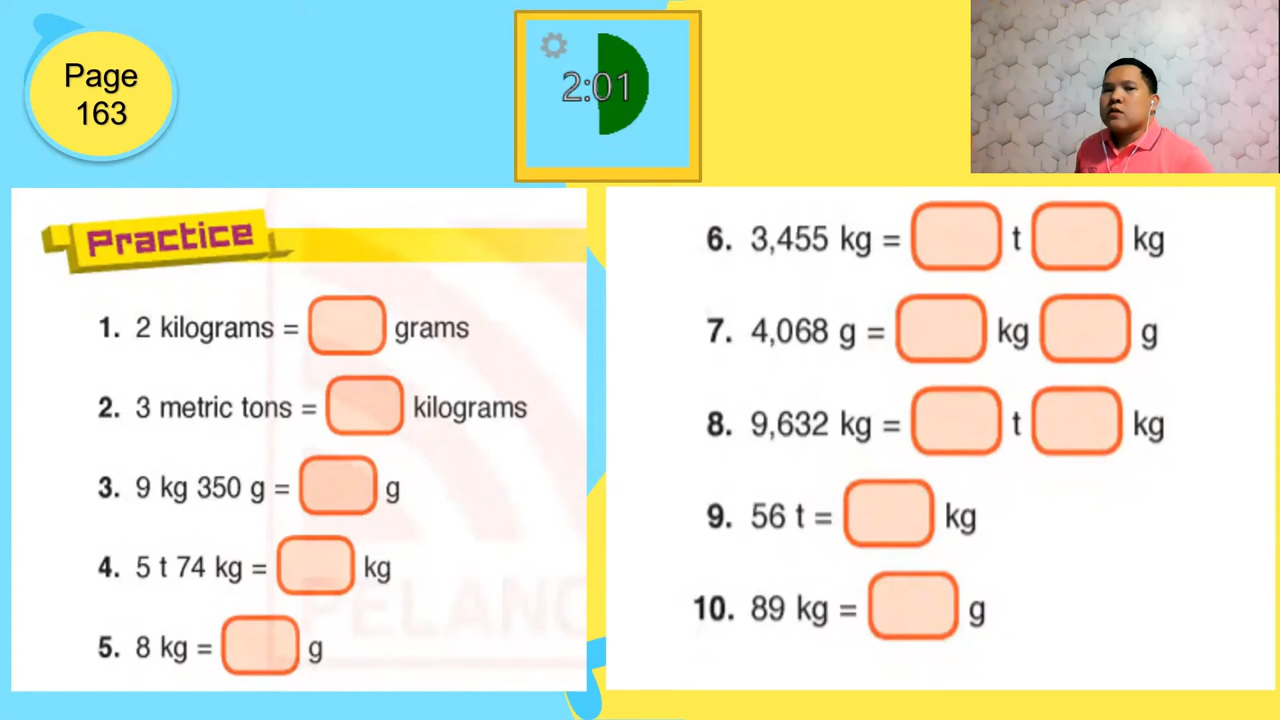 Page
163
2:01
Practice
1. 2 kilograms = grams
2. 3 metric tons = kilograms
3. 9 kg 350 g = g
4. 5 t 74 kg = kg
5. 8 kg = g
PELANG
6. 3,455 kg = t kg
7. 4,068 g = kg g
8. 9,632 kg = t kg
9. 56 t = kg
10. 89 kg = g